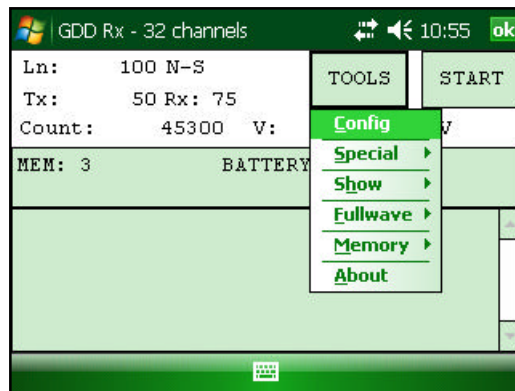 GDD Rx - 32 channels 10:55 ok
Ln: 100 N-S
TOOLS START
Tx: 50 Rx: 75
Count: 45300 V: V
Config
MEM: 3 BATTERY
Special
Show
Fullwave
Memory
About